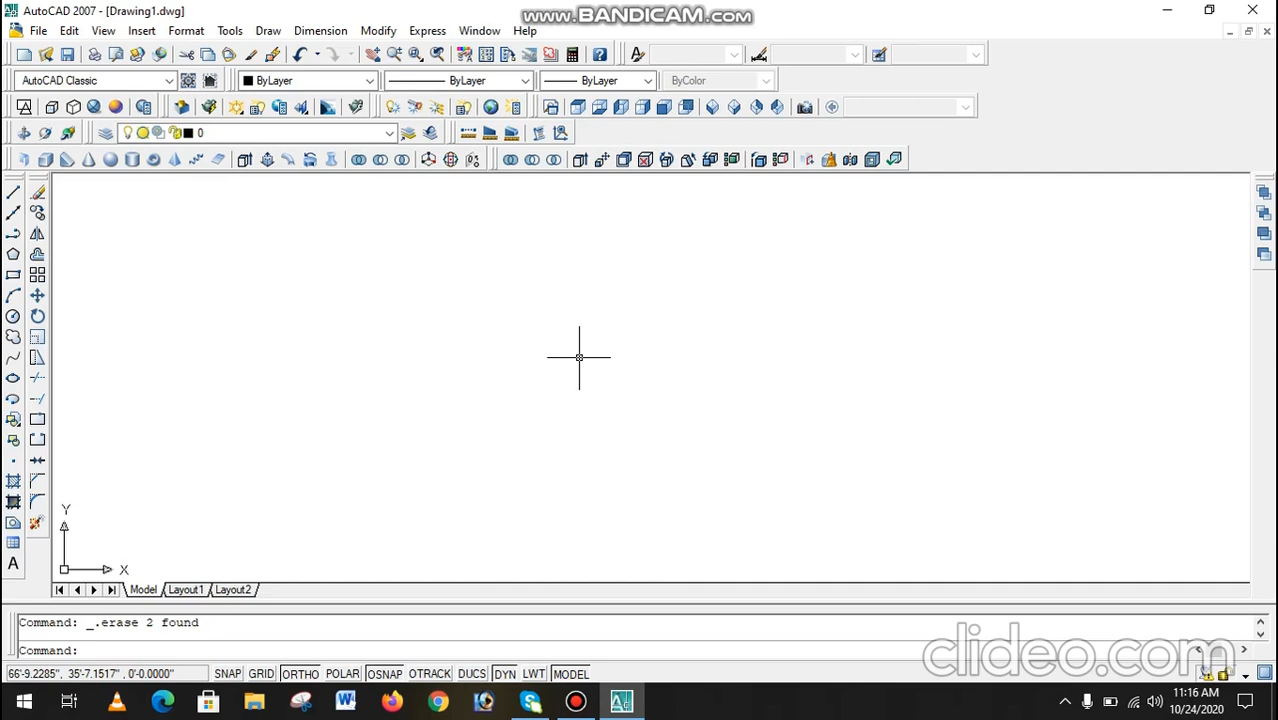 AutoCAD 2007 - [Drawing1.dwg]
www.BANDICAM.com
File Edit View Insert Format Tools Draw Dimension Modify Express Window Help
AutoCAD Classic ByLayer ByLayer ByLayer ByColor
0
Y
X
A
Model Layout1 Layout2
Command: _.erase 2 found
Command:
clideo.com
66'-9.2285", 35'-7.1517" , 0'-0.0000" SNAP GRID ORTHO POLAR OSNAP OTRACK DUCS DYN LWT MODEL
11:16 AM
10/24/2020